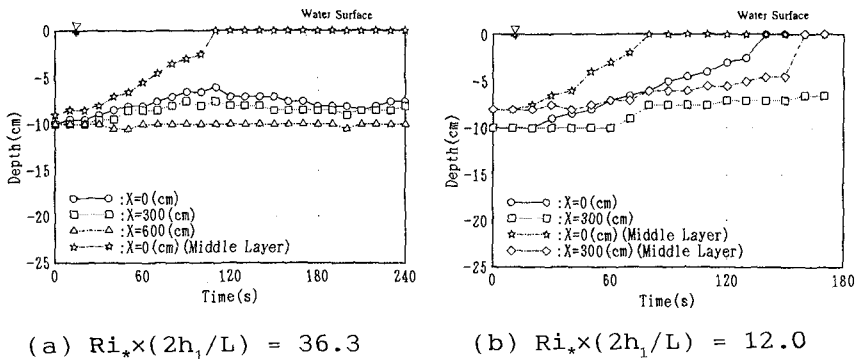 Water Surface
0
-5
-10
-15
-20
-25
Depth(cm)
:X=0(cm)
:X=300(cm)
:X=600(cm)
:X=0(cm)(Middle Layer)
0
60
120
180
240
Time(s)
(a) Ri*×(2h₁/L) = 36.3
Water Surface
0
-5
-10
-15
-20
-25
Depth(cm)
:X=0(cm)
:X=300(cm)
:X=0(cm)(Middle Layer)
:X=300(cm)(Middle Layer)
0
60
120
180
Time(s)
(b) Ri*×(2h₁/L) = 12.0